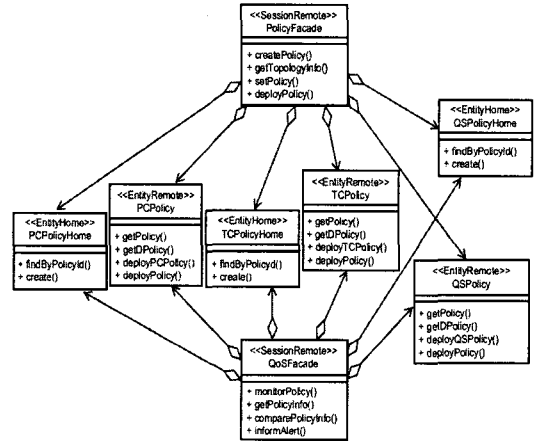 <<SessionRemote>>
PolicyFacade
+ createPolicy()
+ getTopologyInfo()
+ setPolicy()
+ deployPolicy()
<<EntityHome>>
QSPolicyHome
+ findByPolicyId()
+ create()
<<EntityRemote>>
PCPolicy
+ getPolicy()
+ getDPolicy()
+ deployPCPolicy()
+ deployPolicy()
<<EntityRemote>>
TCPolicy
+ getPolicy()
+ getDPolicy()
+ deployTCPolicy()
+ deployPolicy()
<<EntityHome>>
PCPolicyHome
+ findByPolicyId()
+ create()
<<EntityHome>>
TCPolicyHome
+ findByPolicyd()
+ create()
<<EntityRemote>>
QSPolicy
+ getPolicy()
+ getDPolicy()
+ deployQSPolicy()
+ deployPolicy()
<<SessionRemote>>
QoSFacade
+ monitorPolicy()
+ getPolicyInfo()
+ comparePolicyInfo()
+ informAlert()